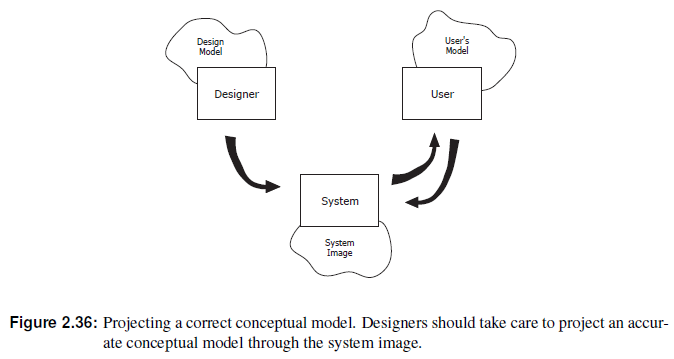 Design
Model
User's
Model
Designer
User
System
System
Image
Figure 2.36: Projecting a correct conceptual model. Designers should take care to project an accur-
ate conceptual model through the system image.